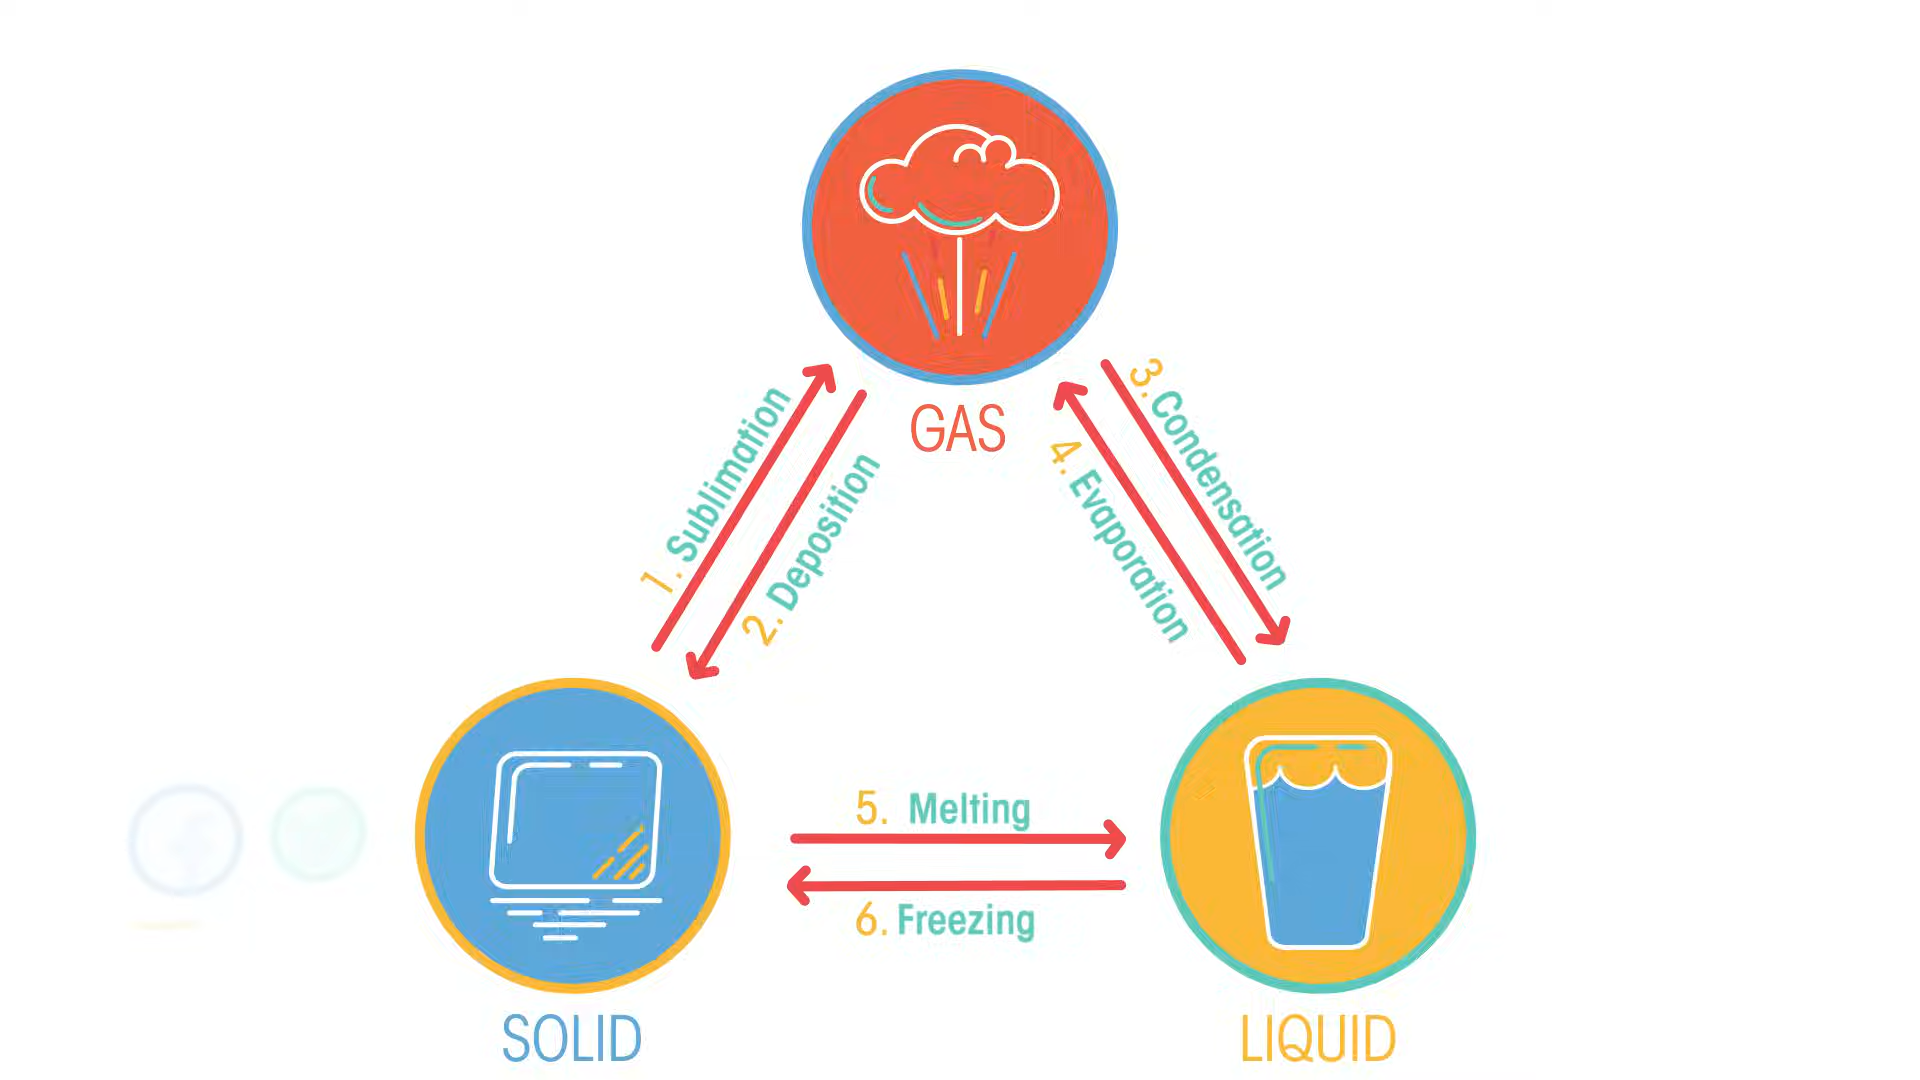 GAS
1. Sublimation
2. Deposition
3. Condensation
4. Evaporation
5. Melting
6. Freezing
SOLID
LIQUID